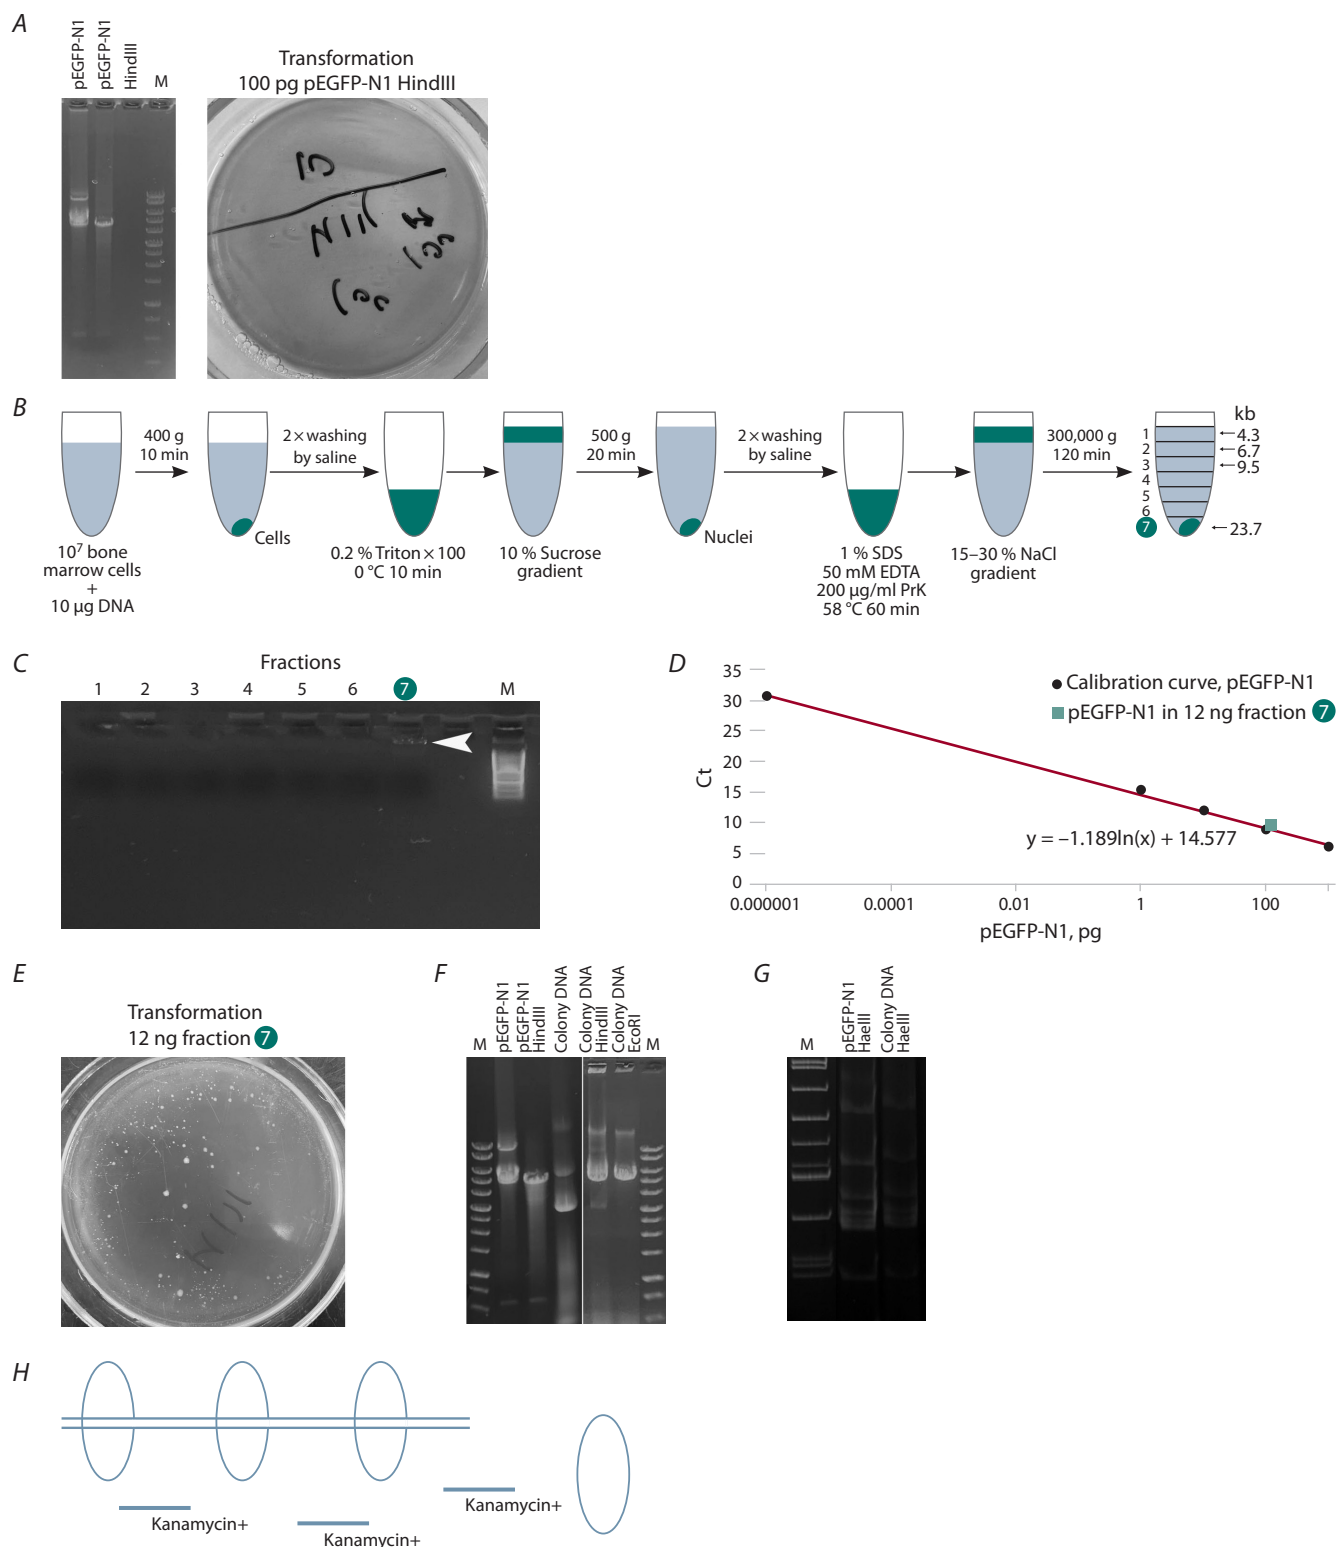 A
pEGFP-N1
pEGFP-N1
HindIII
M
Transformation
100 pg pEGFP-N1 HindIII
B
400 g
10 min
2 × washing
by saline
500 g
20 min
2 × washing
by saline
300,000 g
120 min
kb
1
4.3
2
6.7
3
9.5
4
5
6
7
23.7
Cells
Nuclei
10⁷ bone
marrow cells
+
10 µg DNA
0.2 % Triton × 100
0 °C 10 min
10 % Sucrose
gradient
1 % SDS
50 mM EDTA
200 µg/ml PrK
58 °C 60 min
15–30 % NaCl
gradient
C
Fractions
1 2 3 4 5 6 7 M
D
Ct
35
30
25
20
15
10
5
0
Calibration curve, pEGFP-N1
pEGFP-N1 in 12 ng fraction 7
y = –1.189ln(x) + 14.577
0.000001 0.0001 0.01 1 100
pEGFP-N1, pg
E
Transformation
12 ng fraction 7
F
M
pEGFP-N1
pEGFP-N1
HindIII
Colony DNA
Colony DNA
HindIII
Colony DNA
EcoRI
M
G
M
pEGFP-N1
HaeIII
Colony DNA
HaeIII
H
Kanamycin+
Kanamycin+
Kanamycin+